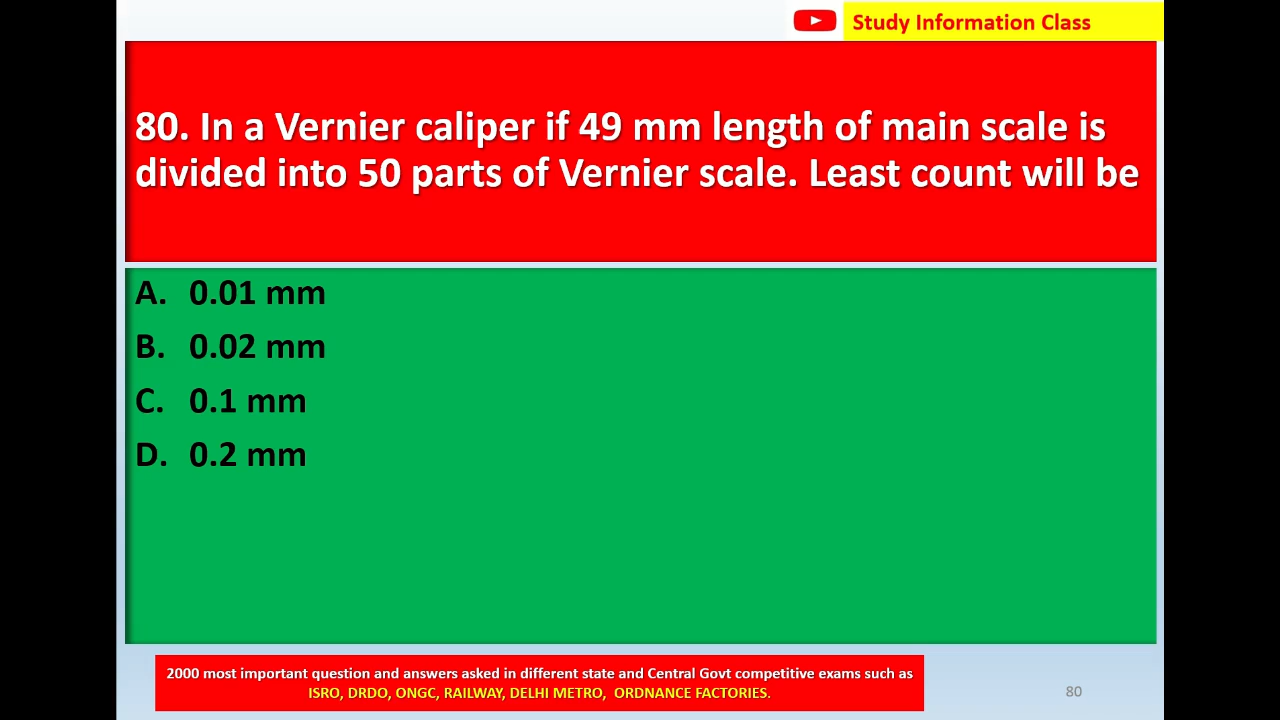 Study Information Class
80. In a Vernier caliper if 49 mm length of main scale is
divided into 50 parts of Vernier scale. Least count will be
A. 0.01 mm
B. 0.02 mm
C. 0.1 mm
D. 0.2 mm
2000 most important question and answers asked in different state and Central Govt competitive exams such as
ISRO, DRDO, ONGC, RAILWAY, DELHI METRO, ORDNANCE FACTORIES.
80